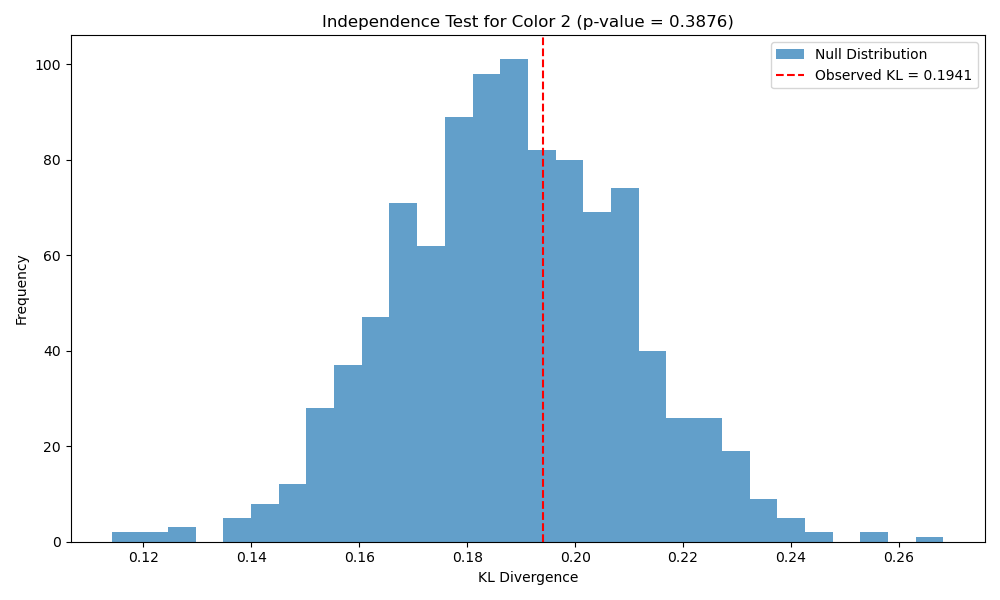 Independence Test for Color 2 (p-value = 0.3876)
Null Distribution
Observed KL = 0.1941
100
80
60
40
20
0
Frequency
0.12 0.14 0.16 0.18 0.20 0.22 0.24 0.26
KL Divergence